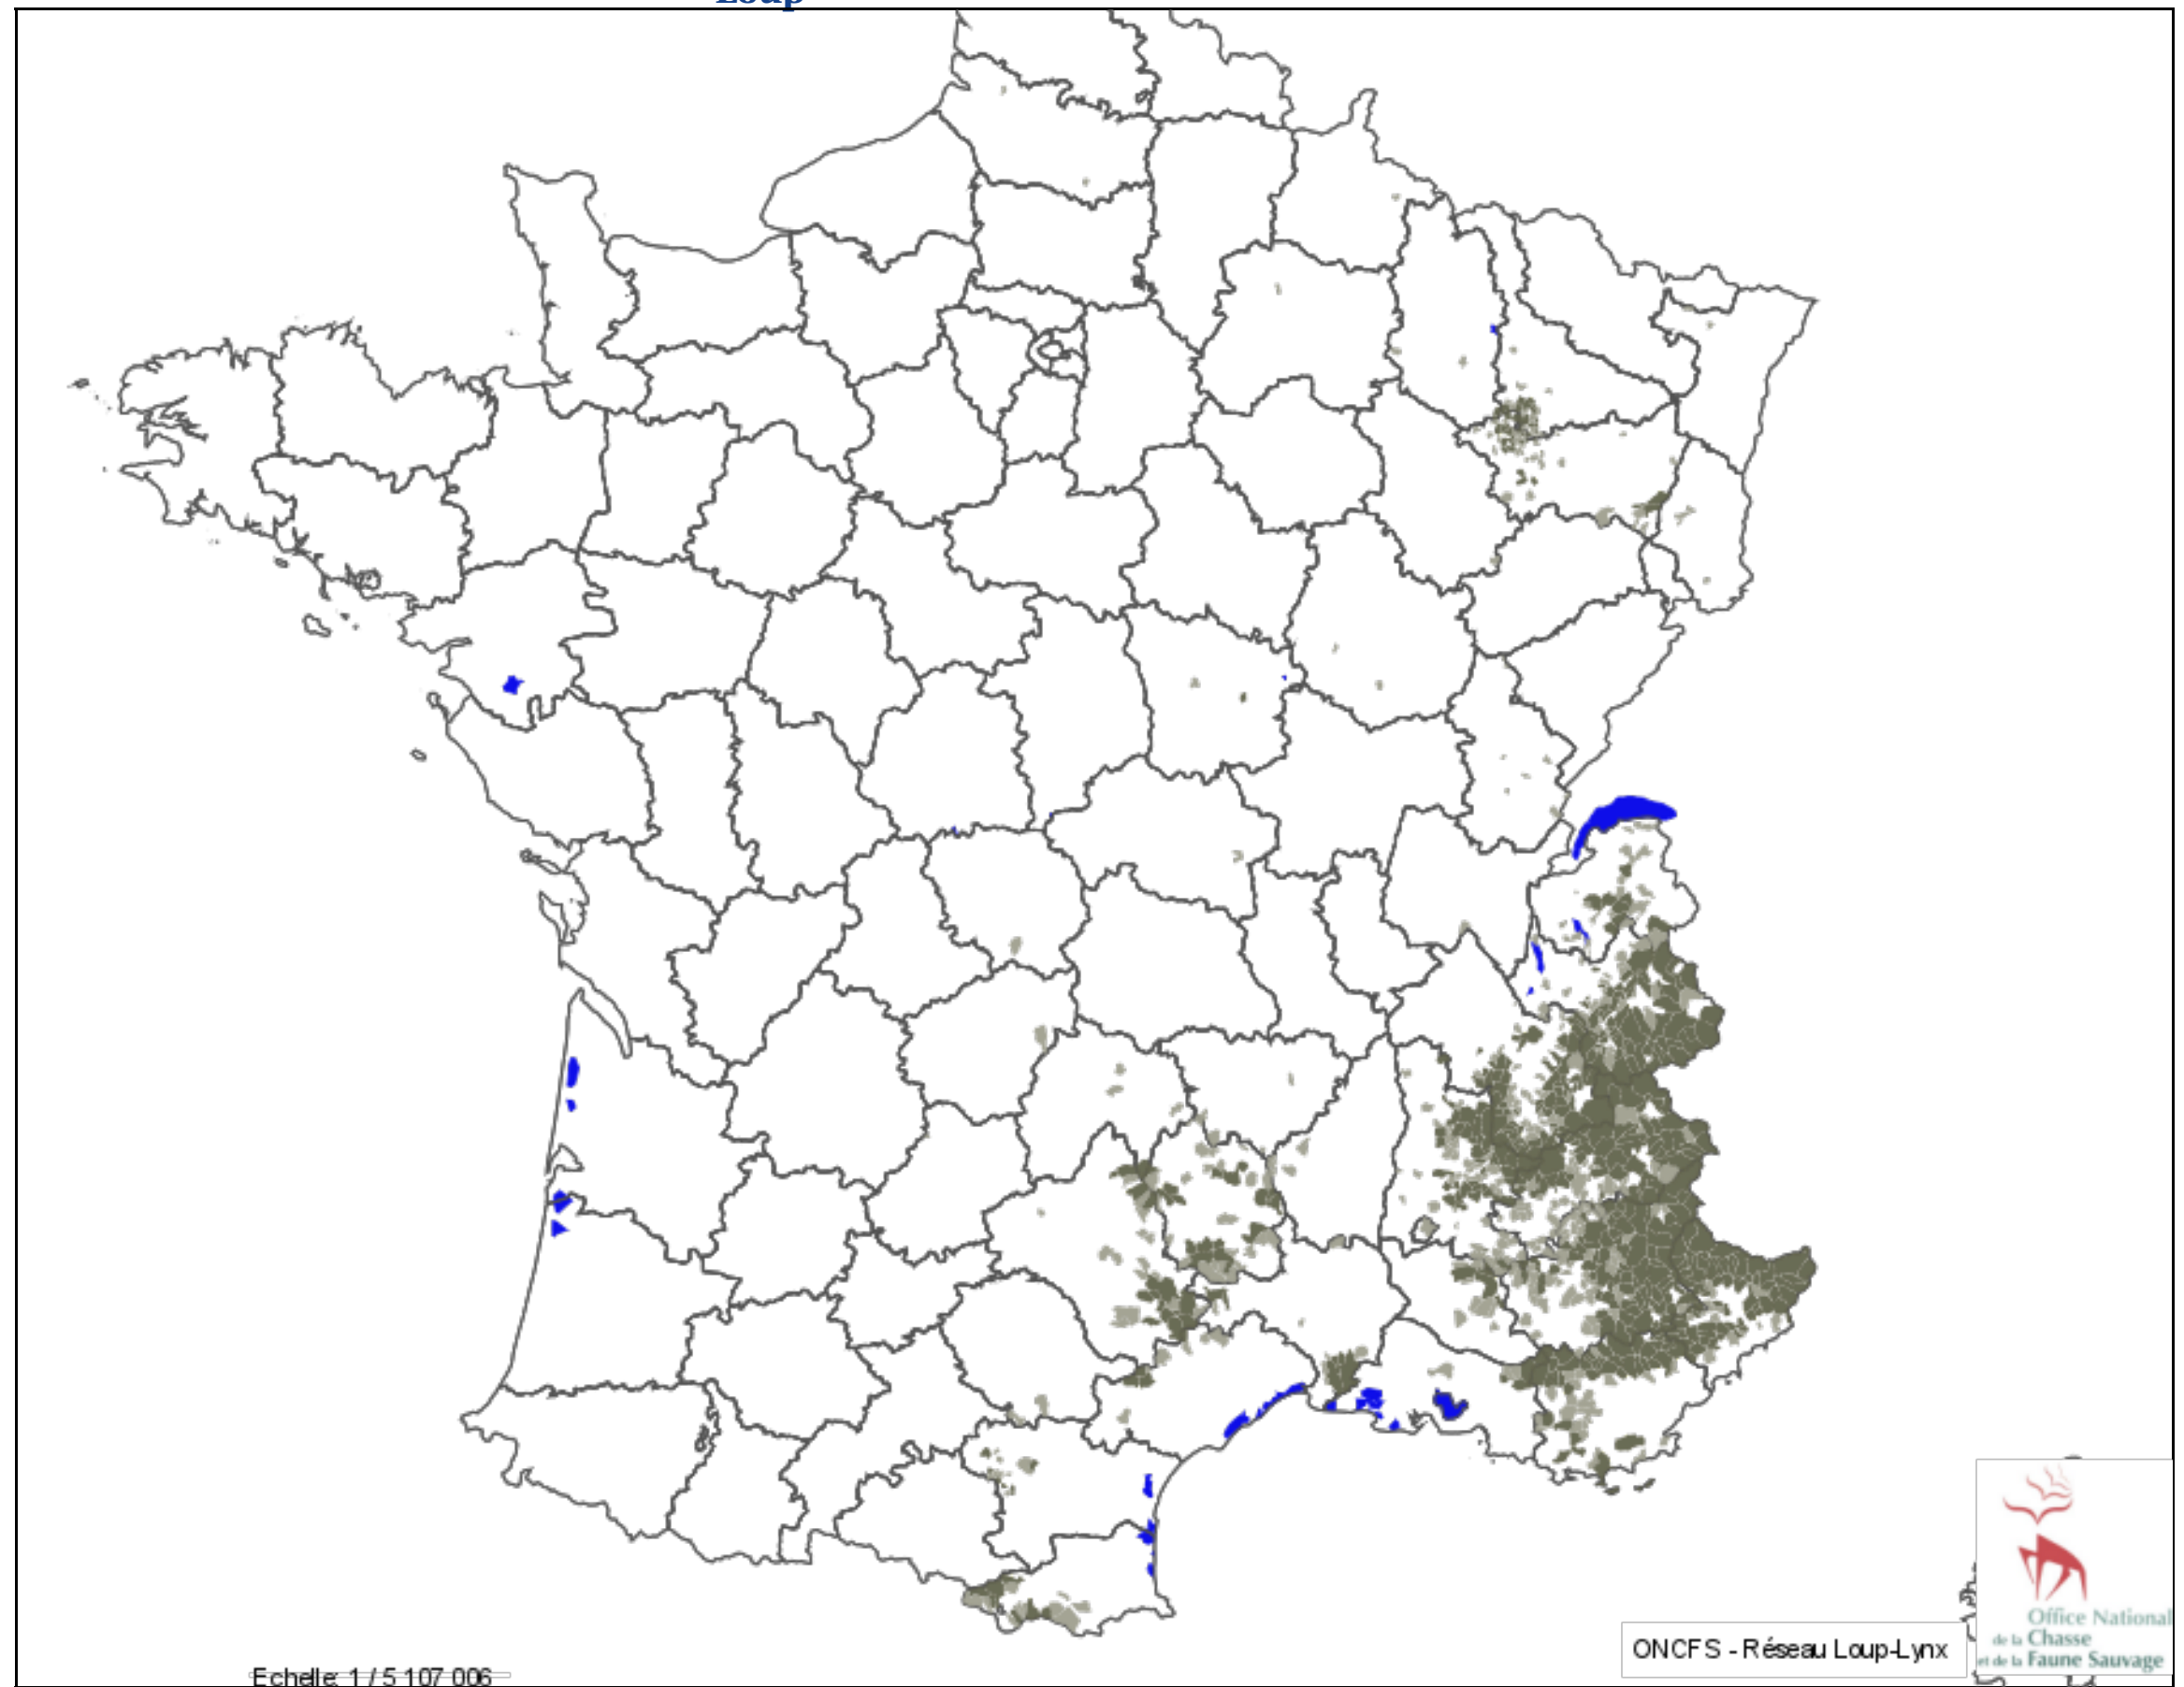 Loup
ONCFS - Réseau Loup-Lynx
Office National
de la Chasse
et de la Faune Sauvage
Echelle: 1 / 5 107 006